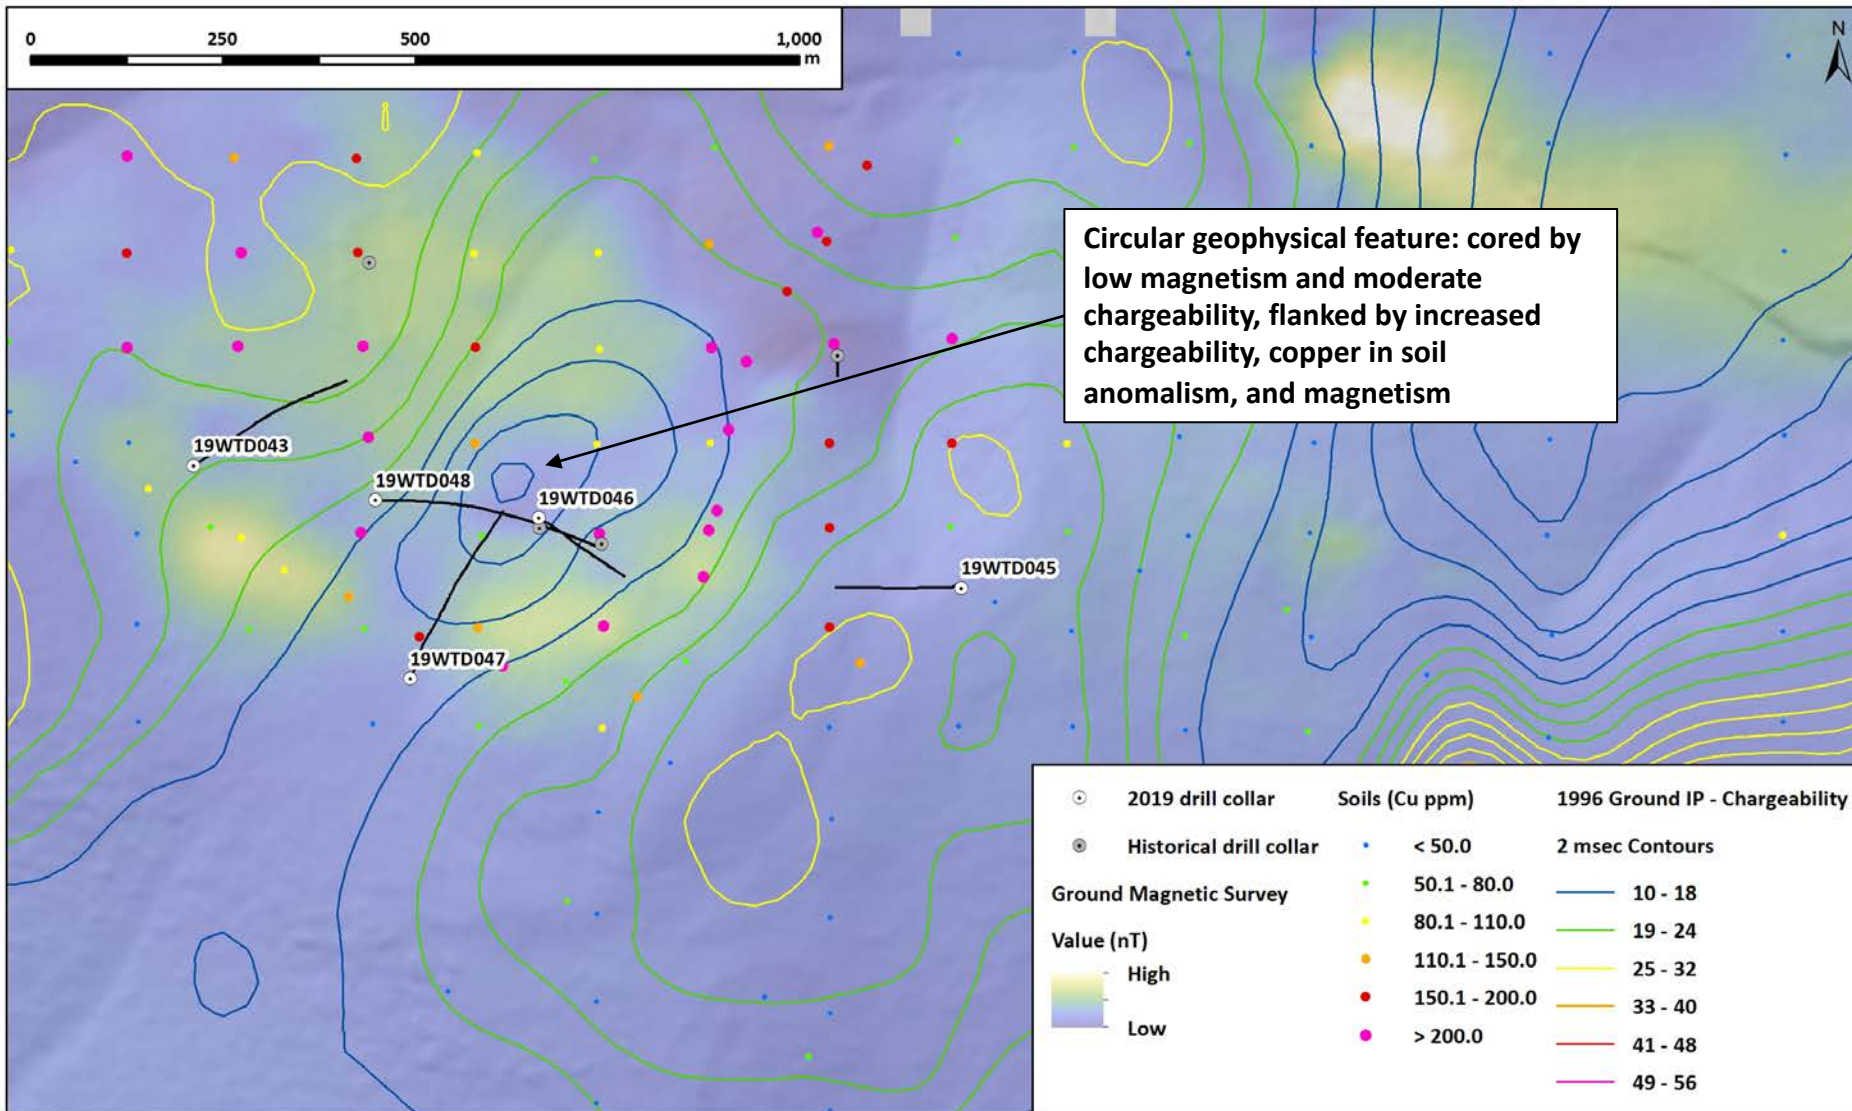 0 250 500 1,000
m
N
Circular geophysical feature: cored by
low magnetism and moderate
chargeability, flanked by increased
chargeability, copper in soil
anomalism, and magnetism
19WTD043
19WTD048
19WTD046
19WTD045
19WTD047
2019 drill collar
Historical drill collar
Ground Magnetic Survey
Value (nT)
High
Low
Soils (Cu ppm)
< 50.0
50.1 - 80.0
80.1 - 110.0
110.1 - 150.0
150.1 - 200.0
> 200.0
1996 Ground IP - Chargeability
2 msec Contours
10 - 18
19 - 24
25 - 32
33 - 40
41 - 48
49 - 56